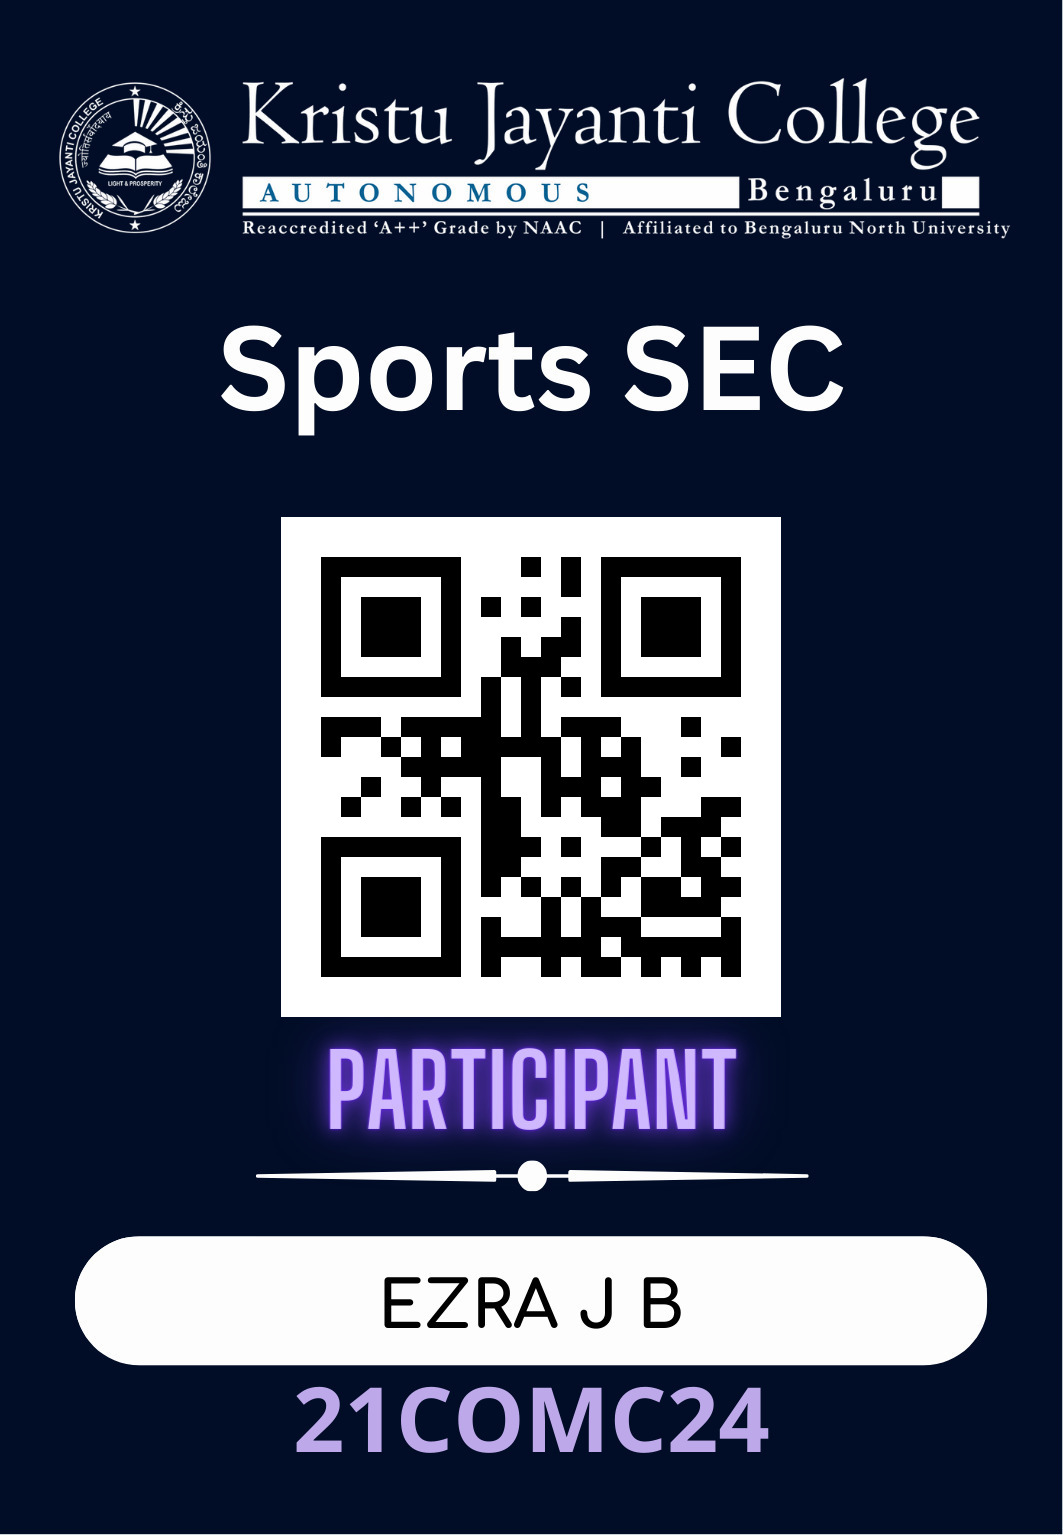 KRISTU JAYANTI COLLEGE
ज्योतिसंवादव्याय
LIGHT & PROSPERITY
Kristu Jayanti College
AUTONOMOUS Bengaluru
Reaccredited ‘A++’ Grade by NAAC | Affiliated to Bengaluru North University
Sports SEC
PARTICIPANT
EZRA J B
21COMC24